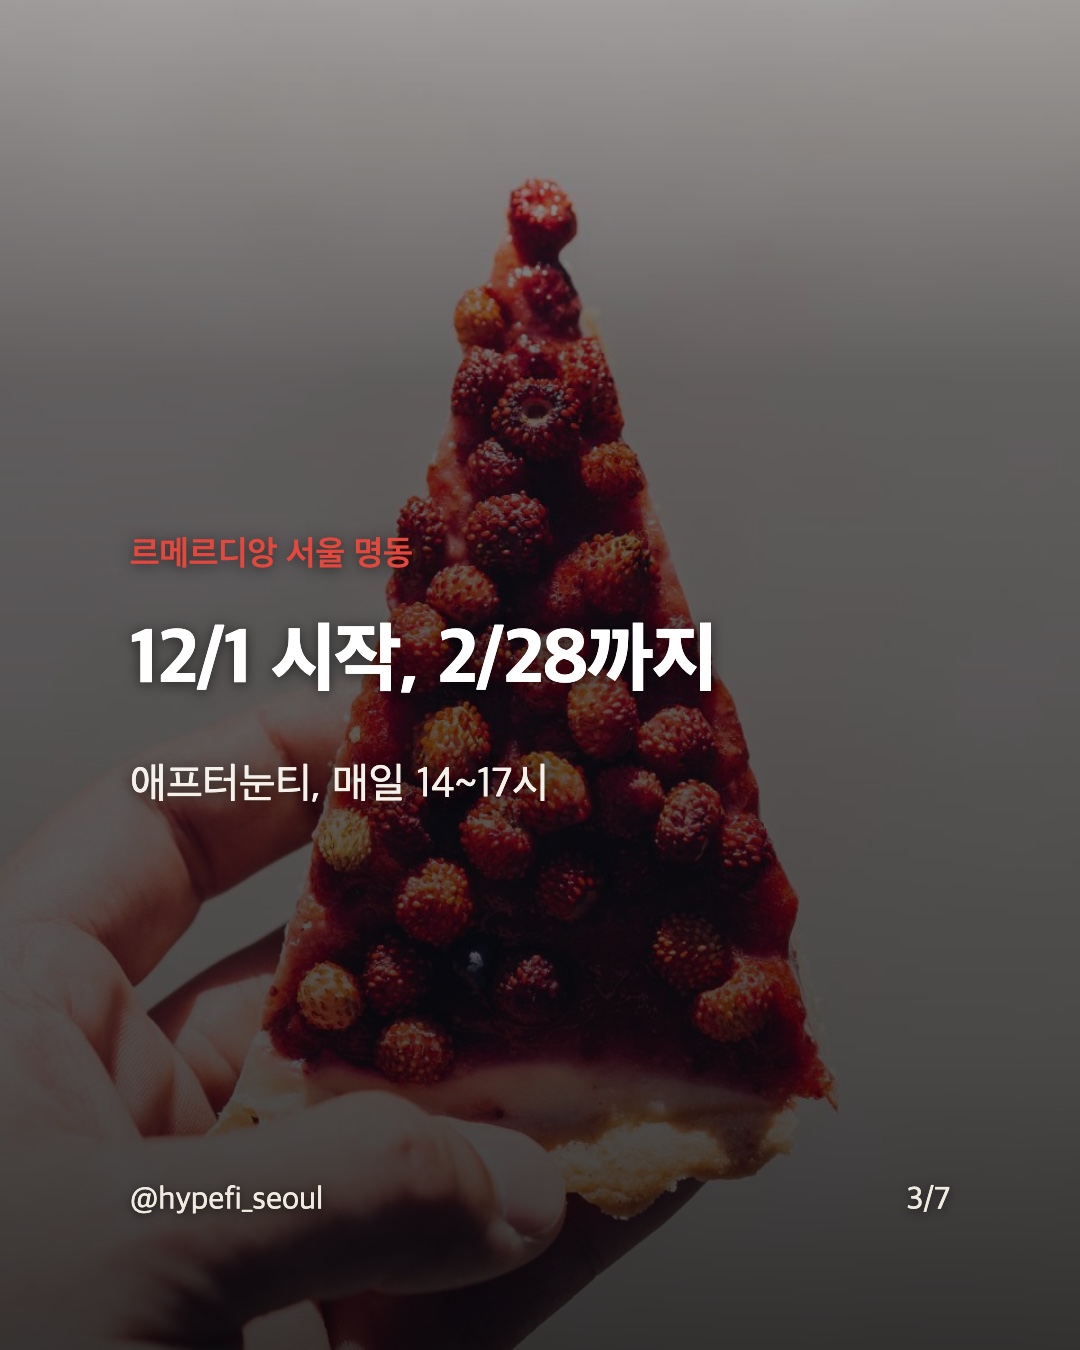 르메르디앙 서울 명동
12/1 시작, 2/28까지
애프터눈티, 매일 14~17시
@hypefi_seoul
3/7